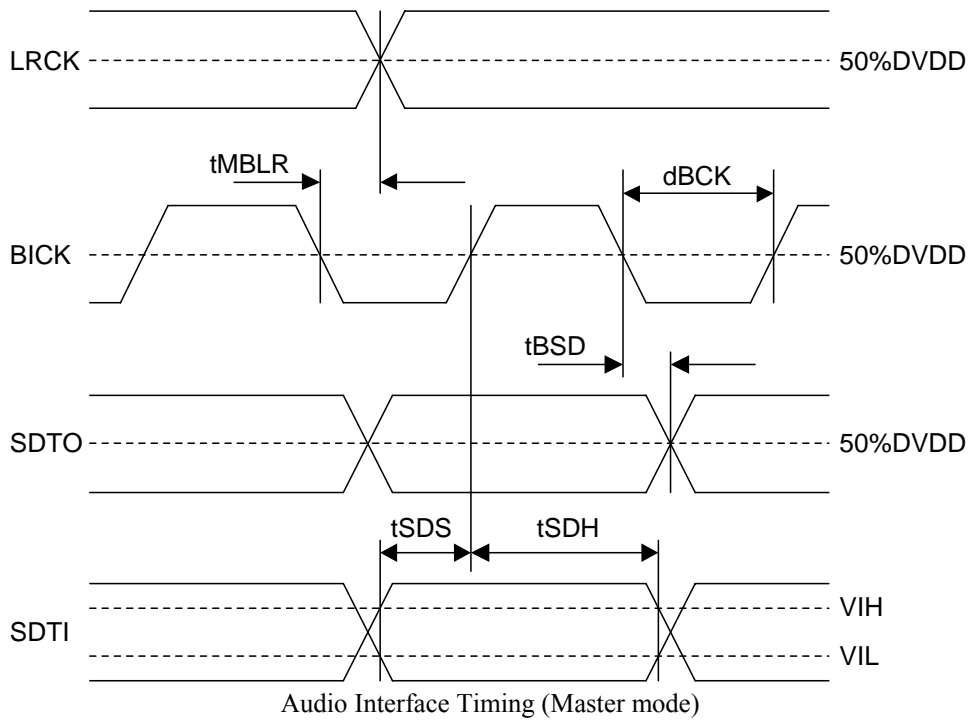 LRCK
50%DVDD
tMBLR
dBCK
BICK
50%DVDD
tBSD
SDTO
50%DVDD
tSDS
tSDH
VIH
SDTI
VIL
Audio Interface Timing (Master mode)